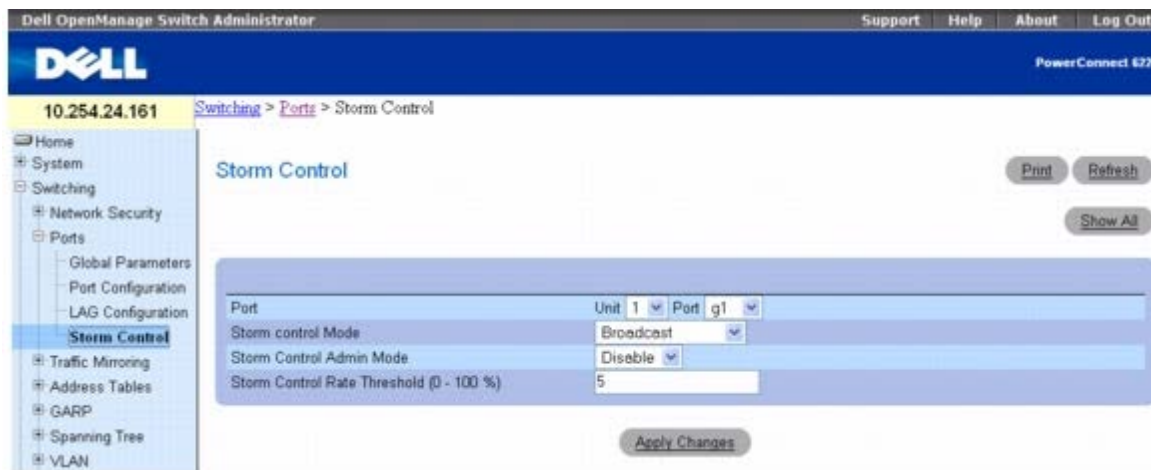 Dell OpenManage Switch Administrator Support Help About Log Out
DELL
PowerConnect 622
10.254.24.161
Switching > Ports > Storm Control
Home
System
Switching
Network Security
Ports
Global Parameters
Port Configuration
LAG Configuration
Storm Control
Traffic Mirroring
Address Tables
GARP
Spanning Tree
VLAN
Storm Control
Print Refresh
Show All
Port Unit 1 Port g1
Storm control Mode Broadcast
Storm Control Admin Mode Disable
Storm Control Rate Threshold (0 - 100 %) 5
Apply Changes